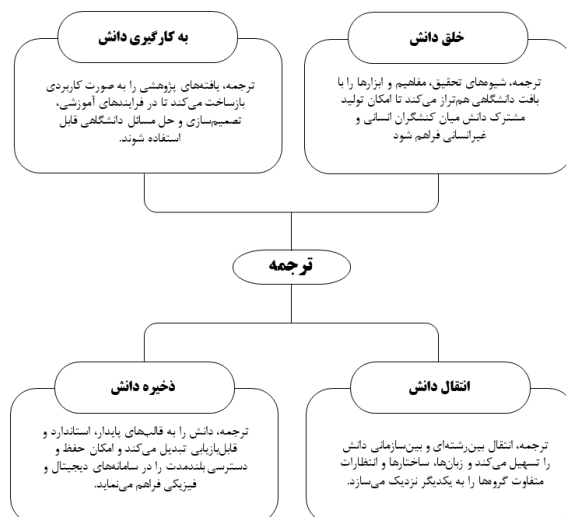 خلق دانش
ترجمه، شیوه‌های تحقیق، مفاهیم و ابزارها را با
بافت دانشگاهی هم‌تراز می‌کند تا امکان تولید
مشترک دانش میان کنشگران انسانی و
غیرانسانی فراهم شود
به کارگیری دانش
ترجمه، یافته‌های پژوهشی را به صورت کاربردی
بازساخت می‌کند تا در فرایندهای آموزشی،
تصمیم‌سازی و حل مسائل دانشگاهی قابل
استفاده شوند.
ترجمه
انتقال دانش
ترجمه، انتقال بین‌رشته‌ای و بین‌سازمانی دانش
را تسهیل می‌کند و زبان‌ها، ساختارها و انتظارات
متفاوت گروه‌ها را به یکدیگر نزدیک می‌سازد.
ذخیره دانش
ترجمه، دانش را به قالب‌های پایدار، استاندارد و
قابل‌بازیابی تبدیل می‌کند و امکان حفظ و
دسترسی بلندمدت را در سامانه‌های دیجیتال و
فیزیکی فراهم می‌نماید.